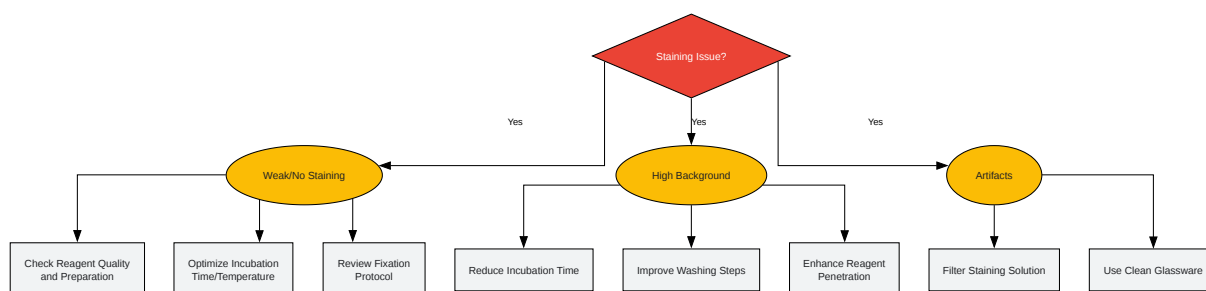 Staining Issue?
Yes
Yes
Yes
Weak/No Staining
High Background
Artifacts
Check Reagent Quality
and Preparation
Optimize Incubation
Time/Temperature
Review Fixation
Protocol
Reduce Incubation Time
Improve Washing Steps
Enhance Reagent
Penetration
Filter Staining Solution
Use Clean Glassware